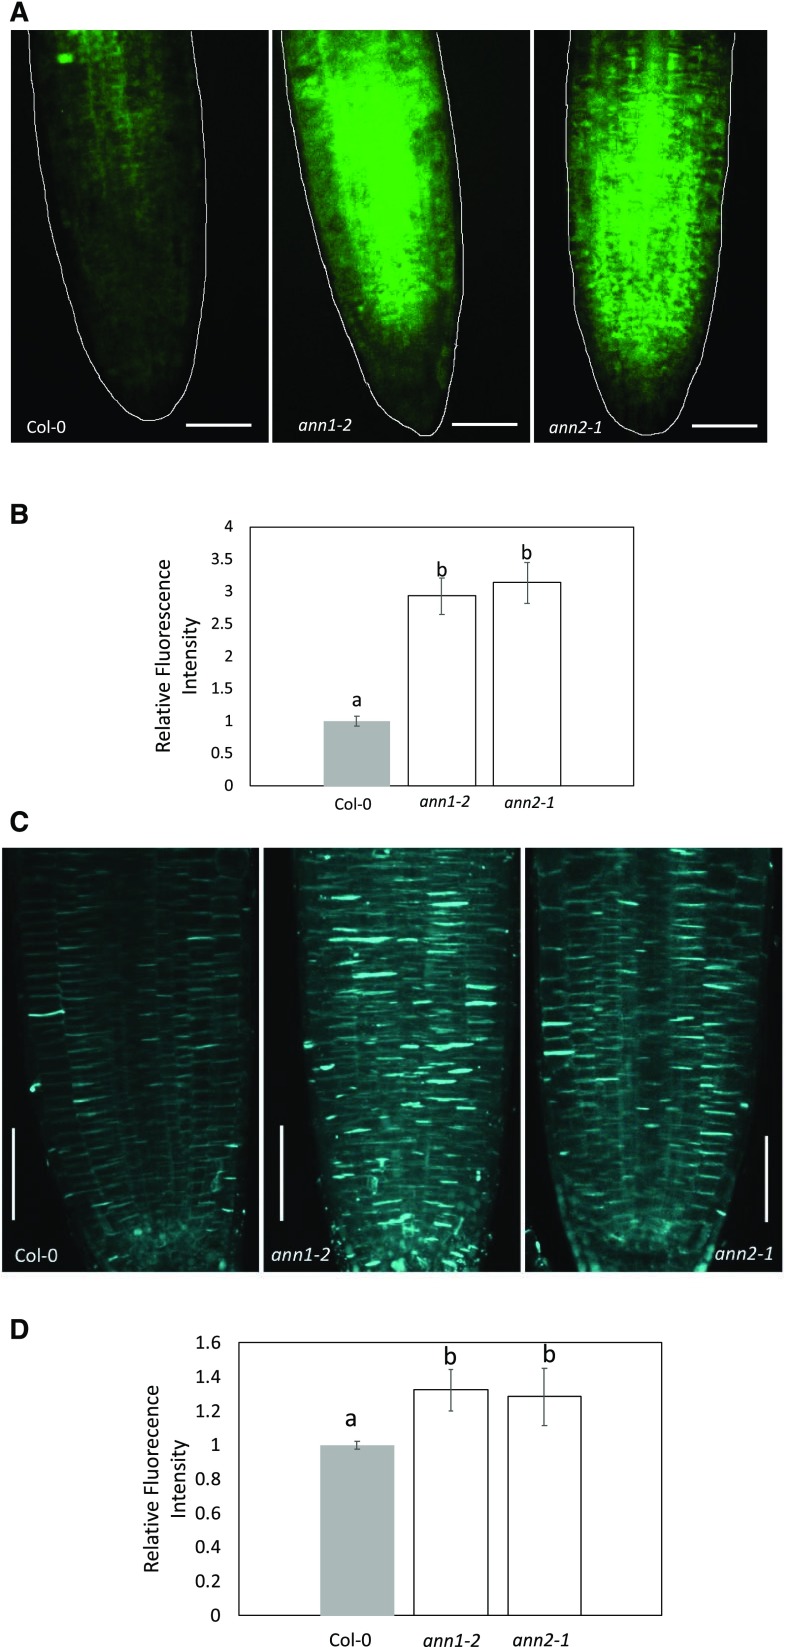 A
Col-0
ann1-2
ann2-1
B
Relative Fluorescence
Intensity
4
3.5
3
2.5
2
1.5
1
0.5
0
a
b
b
Col-0
ann1-2
ann2-1
C
Col-0
ann1-2
ann2-1
D
Relative Fluorecence
Intensity
1.6
1.4
1.2
1
0.8
0.6
0.4
0.2
0
a
b
b
Col-0
ann1-2
ann2-1